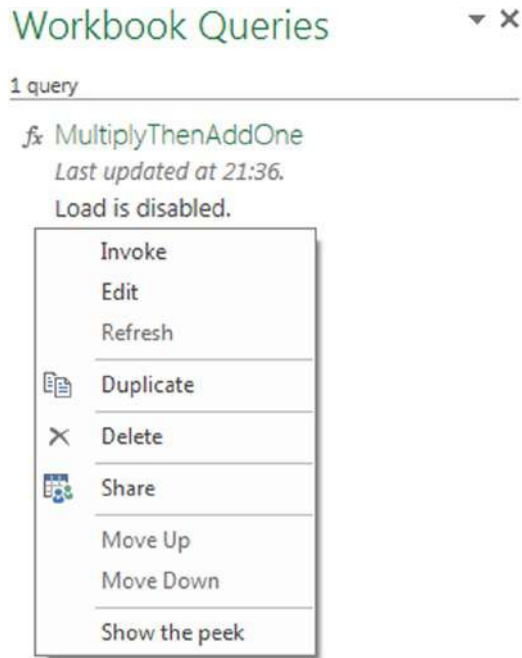 Workbook Queries
1 query
fx MultiplyThenAddOne
Last updated at 21:36.
Load is disabled.
Invoke
Edit
Refresh
Duplicate
Delete
Share
Move Up
Move Down
Show the peek